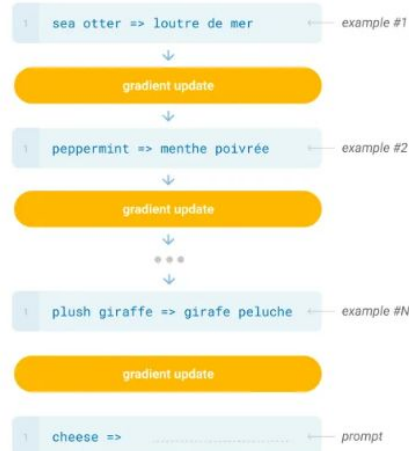 1 sea otter => loutre de mer example #1
gradient update
1 peppermint => menthe poivrée example #2
gradient update
1 plush giraffe => girafe peluche example #N
gradient update
1 cheese => ........................ prompt